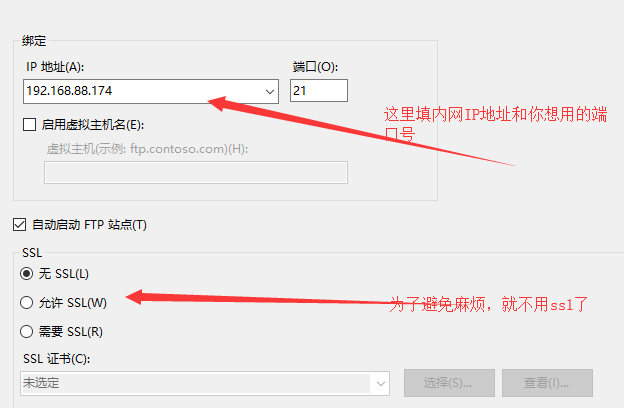 绑定
IP 地址(A):
端口(O):
192.168.88.174
21
这里填内网IP地址和你想用的端
口号
启用虚拟主机名(E):
虚拟主机(示例: ftp.contoso.com)(H):
自动启动 FTP 站点(T)
SSL
无 SSL(L)
允许 SSL(W)
为了避免麻烦，就不用ssl了
需要 SSL(R)
SSL 证书(C):
未选定
选择(S)...
查看(I)...